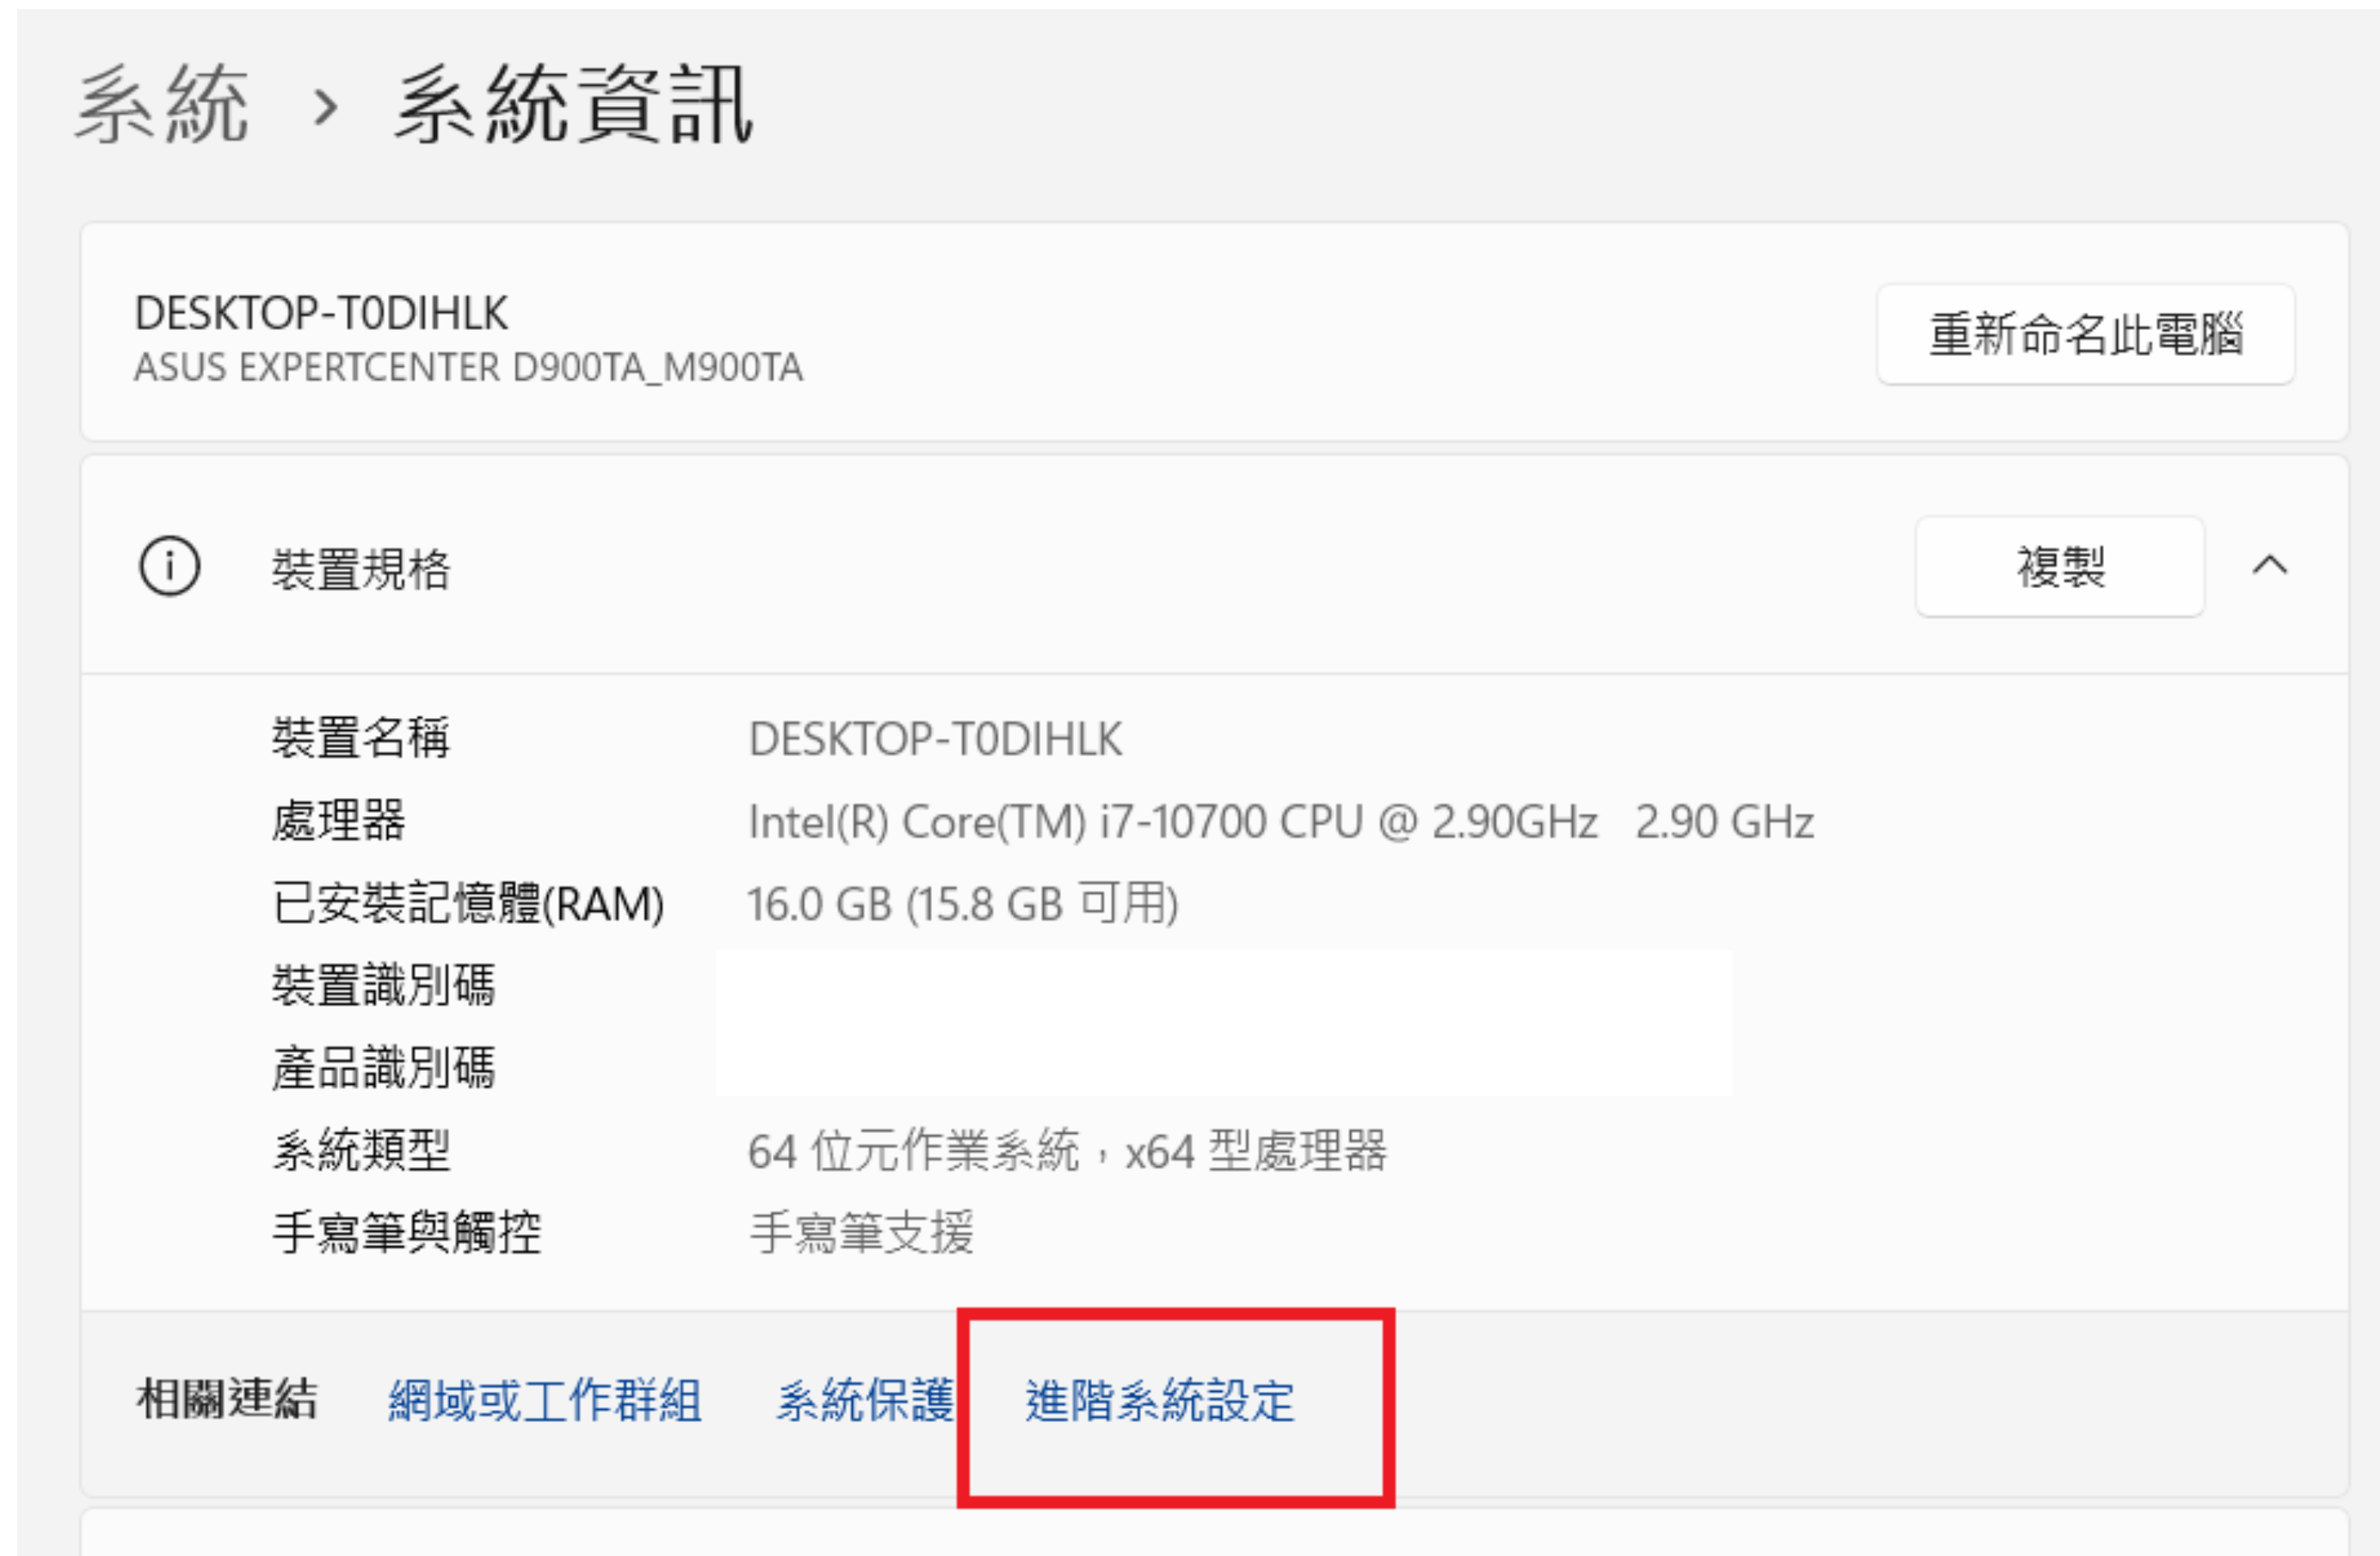 系統 › 系統資訊
DESKTOP-T0DIHLK
ASUS EXPERTCENTER D900TA_M900TA
重新命名此電腦
裝置規格
複製
裝置名稱 DESKTOP-T0DIHLK
處理器 Intel(R) Core(TM) i7-10700 CPU @ 2.90GHz 2.90 GHz
已安裝記憶體(RAM) 16.0 GB (15.8 GB 可用)
裝置識別碼
產品識別碼
系統類型 64 位元作業系統，x64 型處理器
手寫筆與觸控 手寫筆支援
相關連結 網域或工作群組 系統保護 進階系統設定